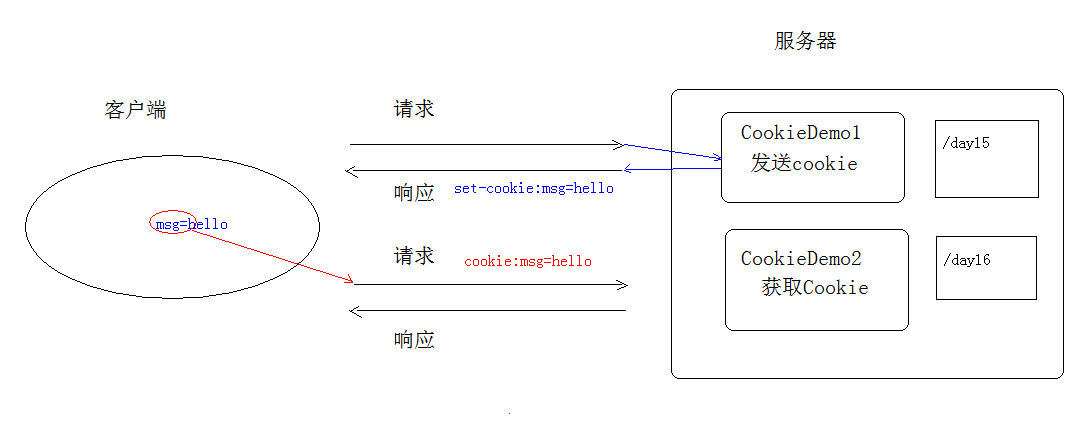 服务器
客户端
请求
CookieDemo1
发送cookie
/day15
响应
set-cookie:msg=hello
msg=hello
请求
cookie:msg=hello
CookieDemo2
获取Cookie
/day16
响应